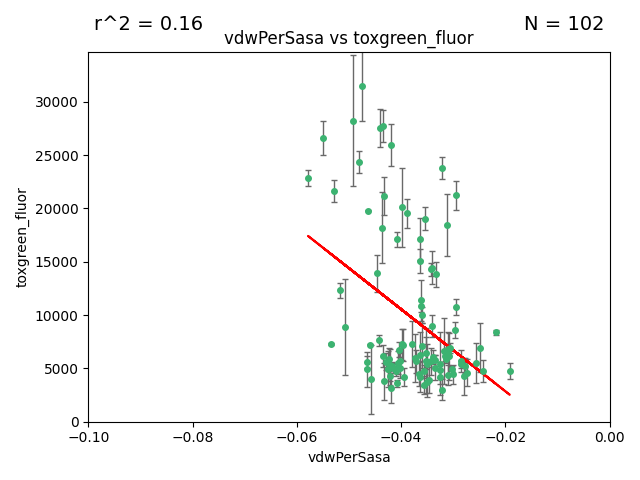 r^2 = 0.16
N = 102
vdwPerSasa vs toxgreen_fluor
toxgreen_fluor
30000
25000
20000
15000
10000
5000
0
−0.10
−0.08
−0.06
−0.04
−0.02
0.00
vdwPerSasa